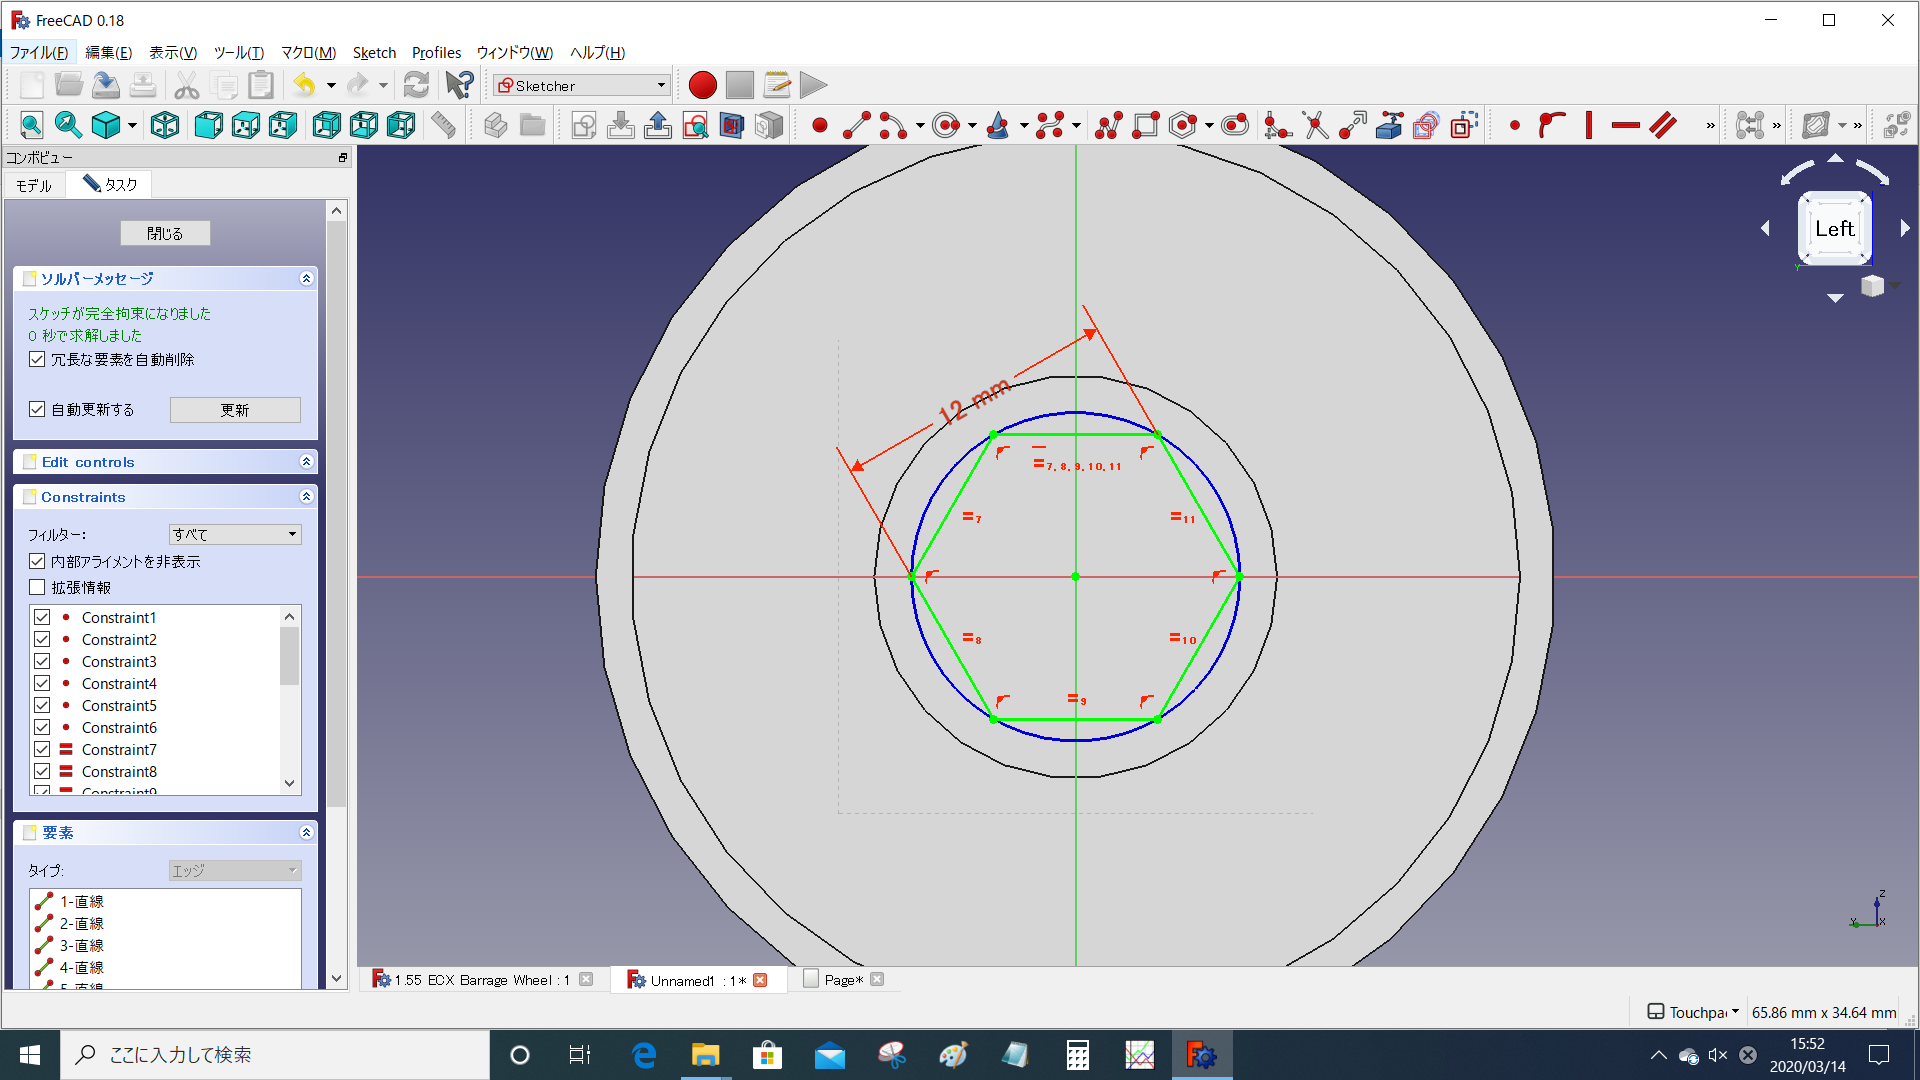 FreeCAD 0.18
ファイル(F) 編集(E) 表示(V) ツール(T) マクロ(M) Sketch Profiles ウィンドウ(W) ヘルプ(H)
Sketcher
コンボビュー
モデル タスク
閉じる
ソルバーメッセージ
スケッチが完全拘束になりました
0 秒で求解しました
冗長な要素を自動削除
自動更新する 更新
Edit controls
Constraints
フィルター: すべて
内部アライメントを非表示
拡張情報
Constraint1
Constraint2
Constraint3
Constraint4
Constraint5
Constraint6
Constraint7
Constraint8
Constraint9
要素
タイプ: エッジ
1-直線
2-直線
3-直線
4-直線
5-直線
12 mm
7, 8, 9, 10, 11
7
11
8
10
9
Left
Z
Y X
1.55 ECX Barrage Wheel : 1 Unnamed1 : 1* Page*
Touchpa 65.86 mm x 34.64 mm
ここに入力して検索
15:52
2020/03/14